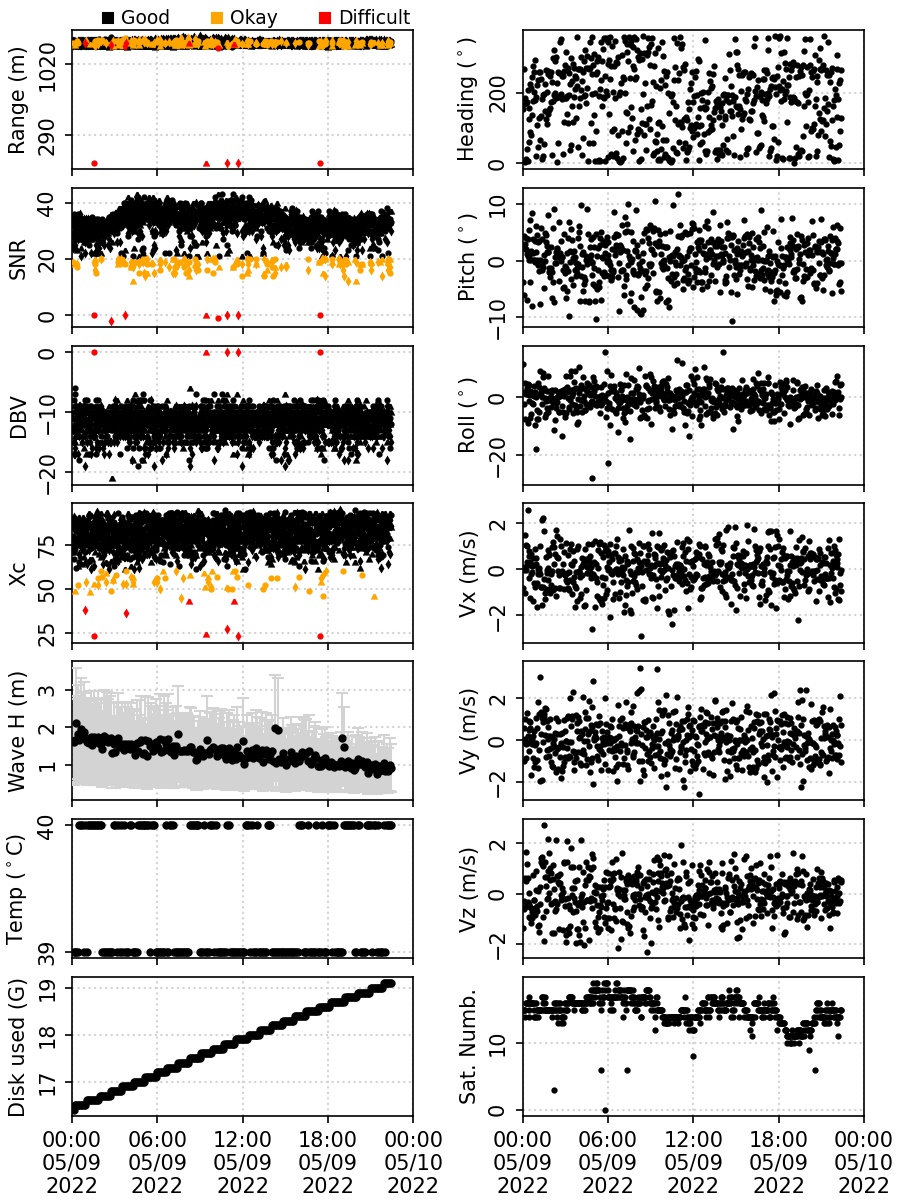 Good Okay Difficult
Range (m)
1020
290
Heading (°)
200
0
SNR
40
20
0
Pitch (°)
10
0
−10
DBV
0
−10
−20
Roll (°)
0
−20
Xc
75
50
25
Vx (m/s)
2
0
−2
Wave H (m)
3
2
1
Vy (m/s)
2
0
−2
Temp (°C)
40
39
Vz (m/s)
2
0
−2
Disk used (G)
19
18
17
Sat. Numb.
10
0
00:00 06:00 12:00 18:00 00:00
05/09 05/09 05/09 05/09 05/10
2022 2022 2022 2022 2022
00:00 06:00 12:00 18:00 00:00
05/09 05/09 05/09 05/09 05/10
2022 2022 2022 2022 2022